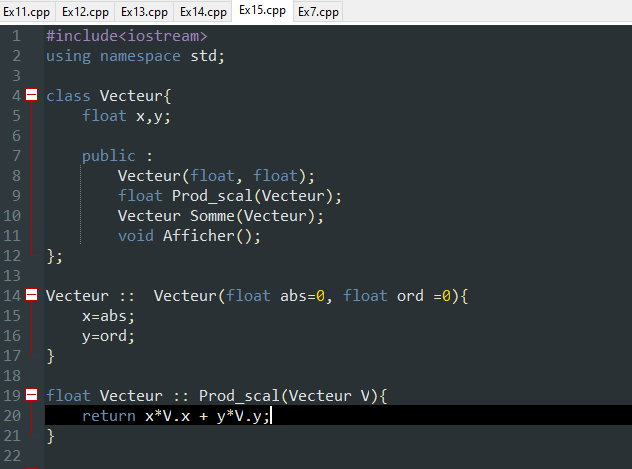 Ex11.cpp Ex12.cpp Ex13.cpp Ex14.cpp Ex15.cpp Ex7.cpp
1 #include<iostream>
2 using namespace std;
3
4 class Vecteur{
5 float x,y;
6
7 public :
8 Vecteur(float, float);
9 float Prod_scal(Vecteur);
10 Vecteur Somme(Vecteur);
11 void Afficher();
12 };
13
14 Vecteur ::  Vecteur(float abs=0, float ord =0){
15 x=abs;
16 y=ord;
17 }
18
19 float Vecteur :: Prod_scal(Vecteur V){
20 return x*V.x + y*V.y;
21 }
22